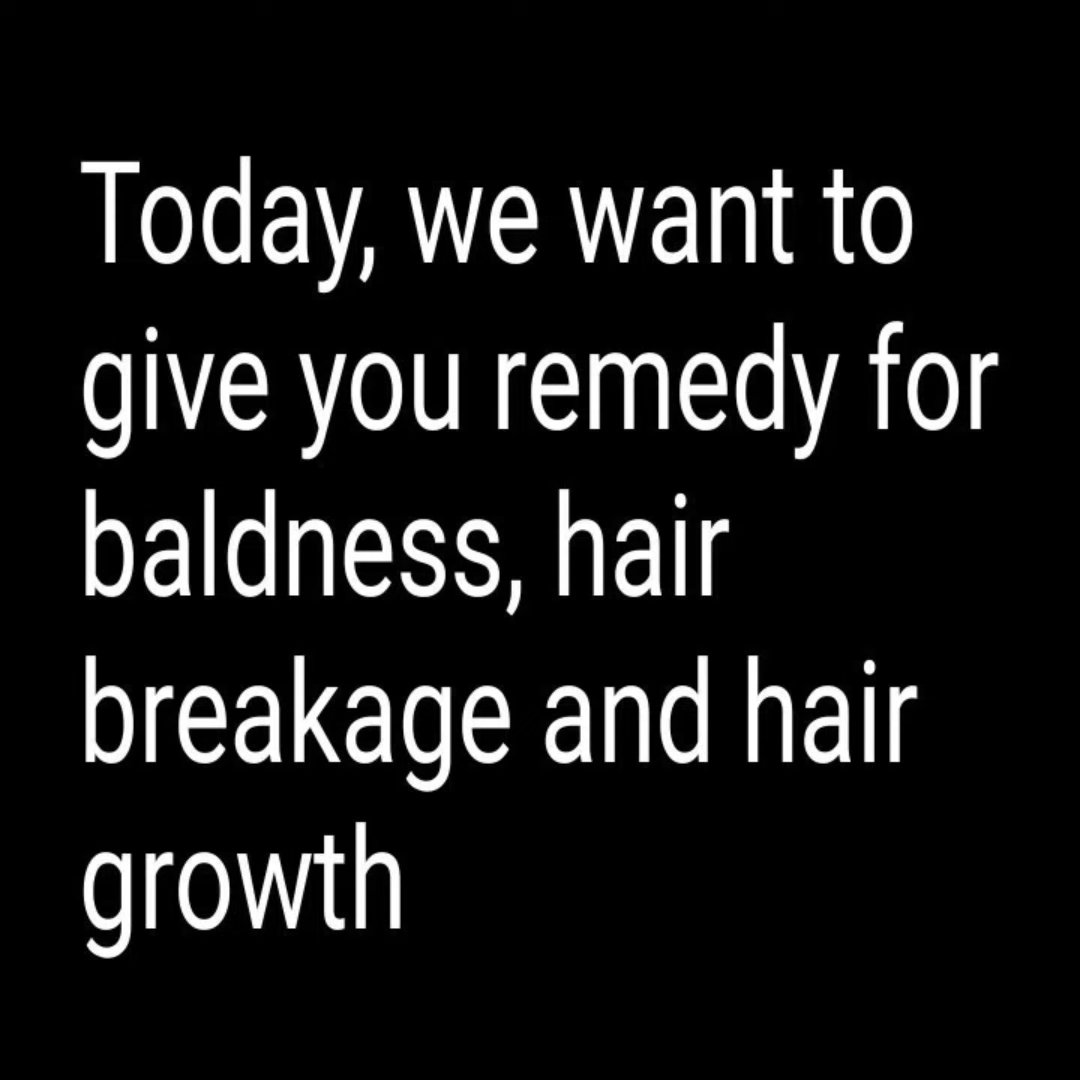 Today, we want to
give you remedy for
baldness, hair
breakage and hair
growth